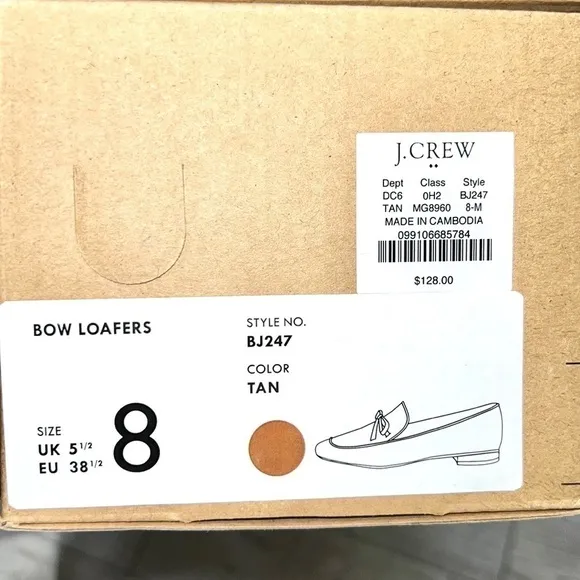 J.CREW
Dept Class Style
DC6 0H2 BJ247
TAN MG8960 8-M
MADE IN CAMBODIA
099106685784
$128.00
BOW LOAFERS
STYLE NO.
BJ247
COLOR
TAN
SIZE
UK 5 1/2
EU 38 1/2
8